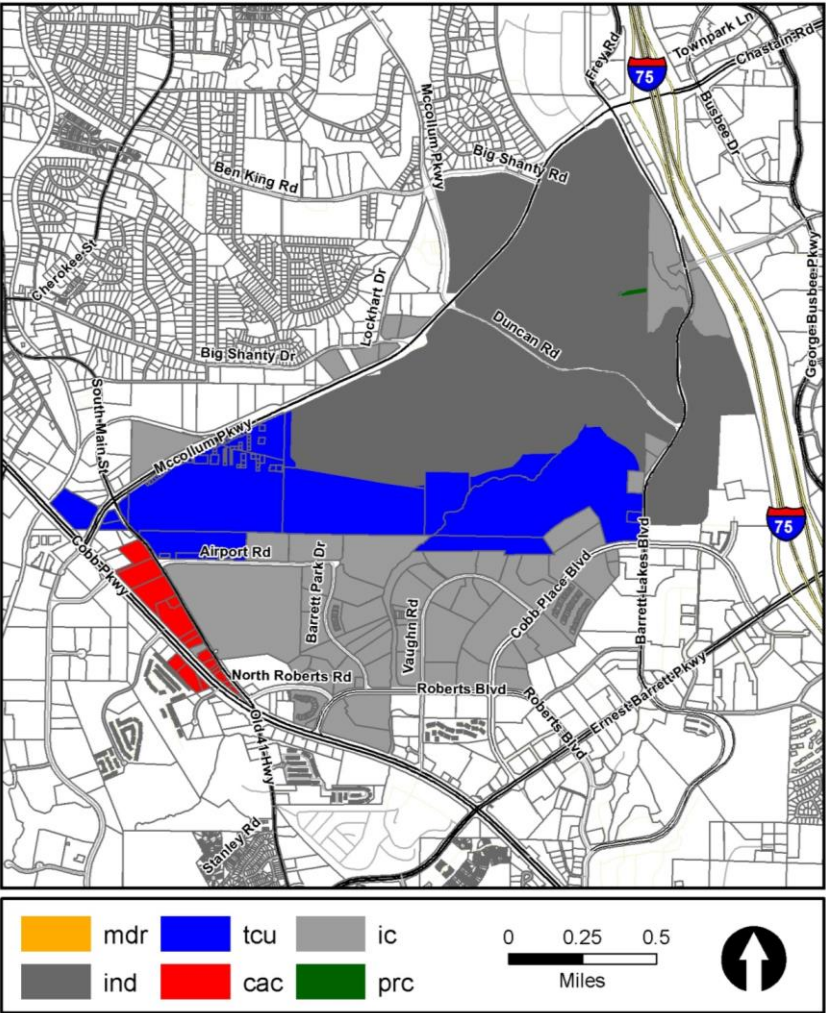 Frey Rd
Townpark Ln
Chastain Rd
75
Busbee Dr
Mccollum Pkwy
Big Shanty Rd
Ben King Rd
Cherokee St
George Busbee Pkwy
Lockhart Dr
Duncan Rd
Big Shanty Dr
South Main St
Mccollum Pkwy
75
Airport Rd
Cobb Pkwy
Barrett Park Dr
Vaughn Rd
Cobb Place Blvd
Barrett Lakes Blvd
North Roberts Rd
Roberts Blvd
Roberts Blvd
Ernest Barrett Pkwy
Old 41 Hwy
Stanley Rd
mdr
tcu
ic
0 0.25 0.5
Miles
ind
cac
prc